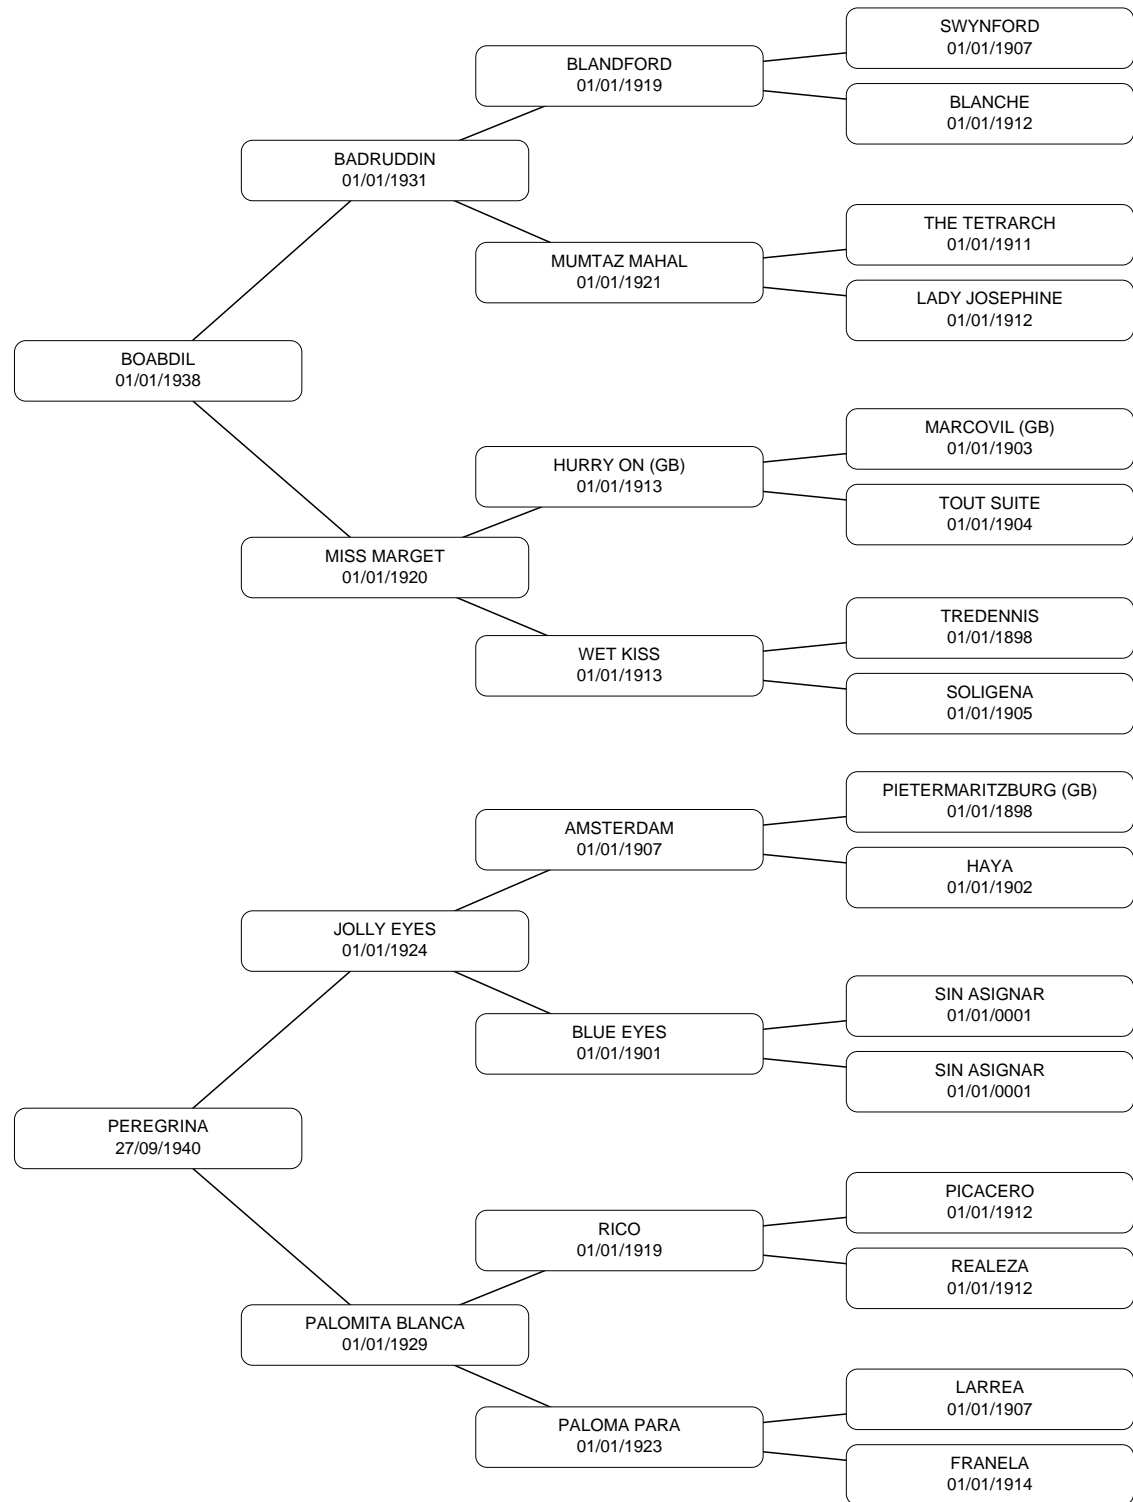 SWYNFORD
01/01/1907
BLANDFORD
01/01/1919
BLANCHE
01/01/1912
BADRUDDIN
01/01/1931
THE TETRARCH
01/01/1911
MUMTAZ MAHAL
01/01/1921
LADY JOSEPHINE
01/01/1912
BOABDIL
01/01/1938
MARCOVIL (GB)
01/01/1903
HURRY ON (GB)
01/01/1913
TOUT SUITE
01/01/1904
MISS MARGET
01/01/1920
TREDENNIS
01/01/1898
WET KISS
01/01/1913
SOLIGENA
01/01/1905
PIETERMARITZBURG (GB)
01/01/1898
AMSTERDAM
01/01/1907
HAYA
01/01/1902
JOLLY EYES
01/01/1924
SIN ASIGNAR
01/01/0001
BLUE EYES
01/01/1901
SIN ASIGNAR
01/01/0001
PEREGRINA
27/09/1940
PICACERO
01/01/1912
RICO
01/01/1919
REALEZA
01/01/1912
PALOMITA BLANCA
01/01/1929
LARREA
01/01/1907
PALOMA PARA
01/01/1923
FRANELA
01/01/1914